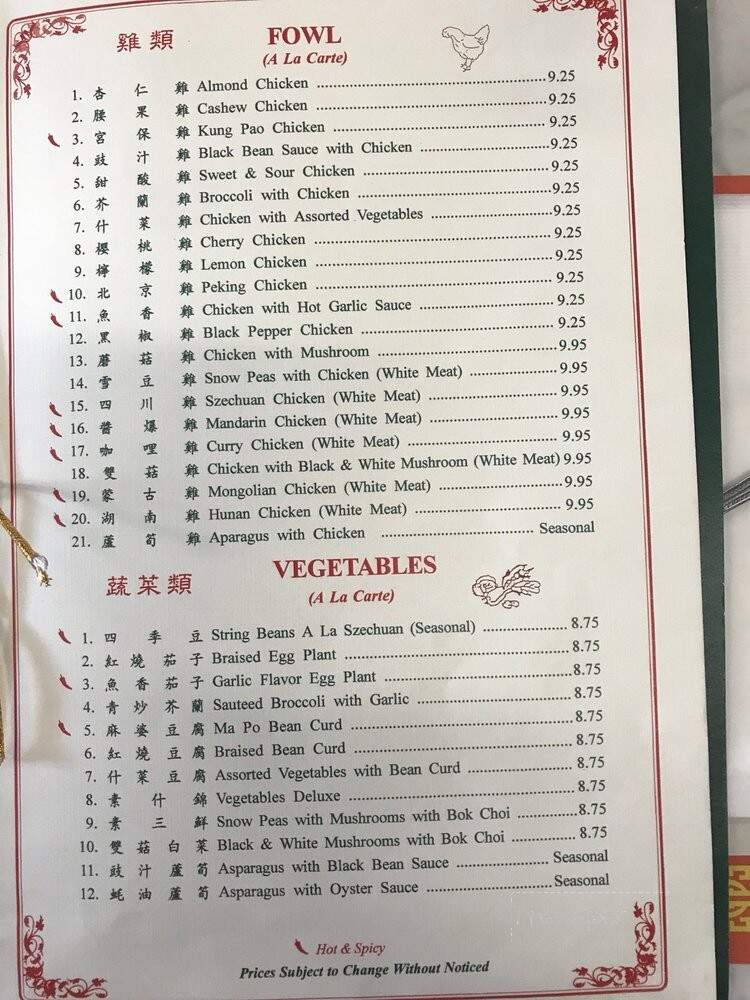 雞類 FOWL
(A La Carte)
1. 杏仁雞 Almond Chicken 9.25
2. 腰果雞 Cashew Chicken 9.25
3. 宮保雞 Kung Pao Chicken 9.25
4. 豉汁雞 Black Bean Sauce with Chicken 9.25
5. 甜酸雞 Sweet & Sour Chicken 9.25
6. 芥蘭雞 Broccoli with Chicken 9.25
7. 什菜雞 Chicken with Assorted Vegetables 9.25
8. 櫻桃雞 Cherry Chicken 9.25
9. 檸檬雞 Lemon Chicken 9.25
10. 北京雞 Peking Chicken 9.25
11. 魚香雞 Chicken with Hot Garlic Sauce 9.25
12. 黑椒雞 Black Pepper Chicken 9.25
13. 蘑菇雞 Chicken with Mushroom 9.95
14. 雪豆雞 Snow Peas with Chicken (White Meat) 9.95
15. 四川雞 Szechuan Chicken (White Meat) 9.95
16. 醬爆雞 Mandarin Chicken (White Meat) 9.95
17. 咖哩雞 Curry Chicken (White Meat) 9.95
18. 雙菇雞 Chicken with Black & White Mushroom (White Meat) 9.95
19. 蒙古雞 Mongolian Chicken (White Meat) 9.95
20. 湖南雞 Hunan Chicken (White Meat) 9.95
21. 蘆筍雞 Aparagus with Chicken Seasonal
蔬菜類 VEGETABLES
(A La Carte)
1. 四季豆 String Beans A La Szechuan (Seasonal) 8.75
2. 紅燒茄子 Braised Egg Plant 8.75
3. 魚香茄子 Garlic Flavor Egg Plant 8.75
4. 青炒芥蘭 Sauteed Broccoli with Garlic 8.75
5. 麻婆豆腐 Ma Po Bean Curd 8.75
6. 紅燒豆腐 Braised Bean Curd 8.75
7. 什菜豆腐 Assorted Vegetables with Bean Curd 8.75
8. 素什錦 Vegetables Deluxe 8.75
9. 素三鮮 Snow Peas with Mushrooms with Bok Choi 8.75
10. 雙菇白菜 Black & White Mushrooms with Bok Choi 8.75
11. 豉汁蘆筍 Asparagus with Black Bean Sauce Seasonal
12. 蚝油蘆筍 Asparagus with Oyster Sauce Seasonal
Hot & Spicy
Prices Subject to Change Without Noticed